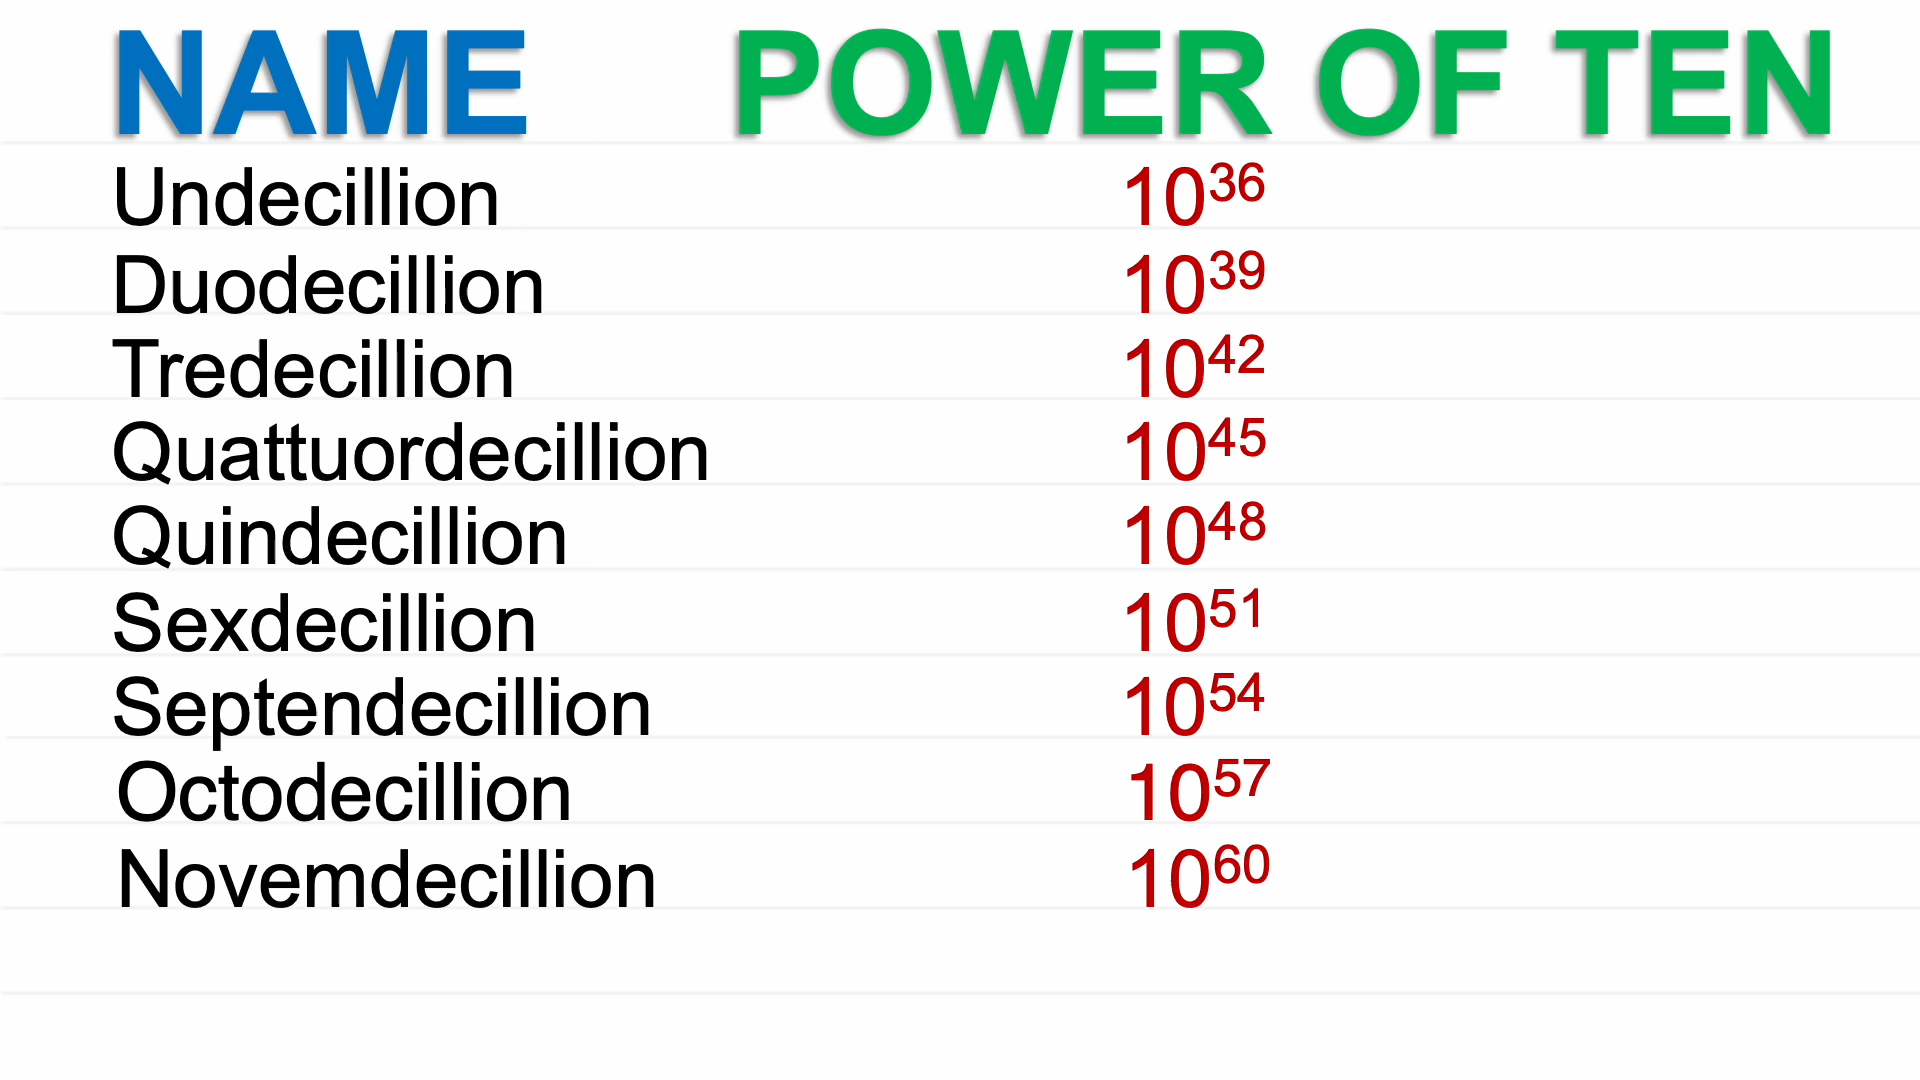 NAME POWER OF TEN
Undecillion 10³⁶
Duodecillion 10³⁹
Tredecillion 10⁴²
Quattuordecillion 10⁴⁵
Quindecillion 10⁴⁸
Sexdecillion 10⁵¹
Septendecillion 10⁵⁴
Octodecillion 10⁵⁷
Novemdecillion 10⁶⁰